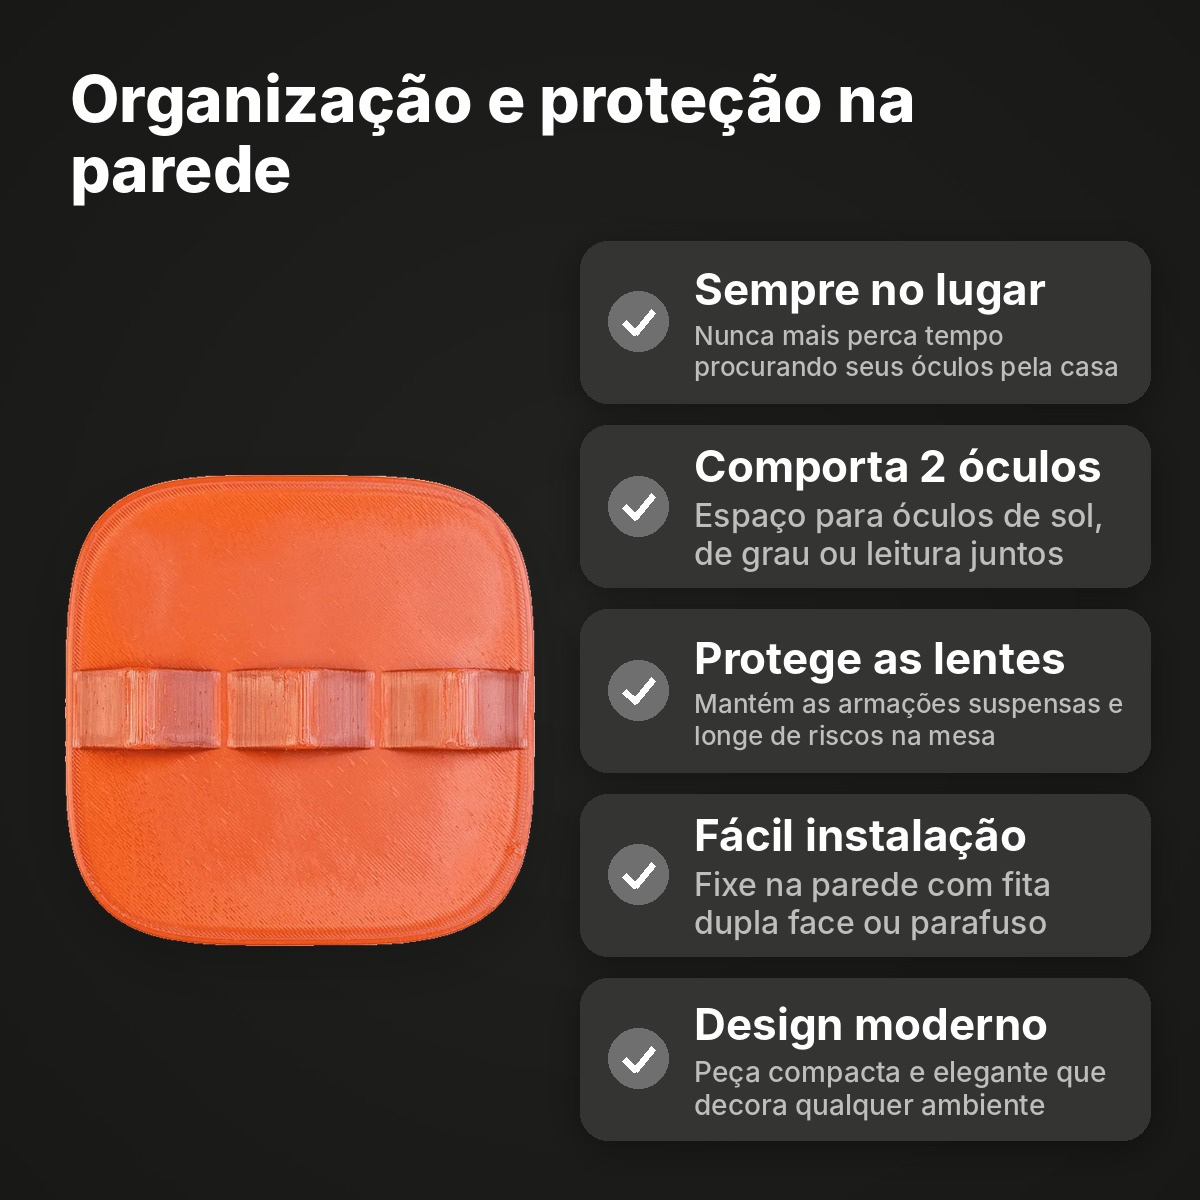 Organização e proteção na
parede
Sempre no lugar
Nunca mais perca tempo
procurando seus óculos pela casa
Comporta 2 óculos
Espaço para óculos de sol,
de grau ou leitura juntos
Protege as lentes
Mantém as armações suspensas e
longe de riscos na mesa
Fácil instalação
Fixe na parede com fita
dupla face ou parafuso
Design moderno
Peça compacta e elegante que
decora qualquer ambiente